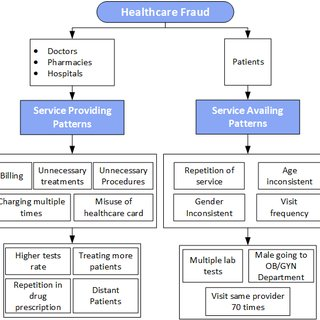 Healthcare Fraud
Doctors
Pharmacies
Hospitals
Patients
Service Providing
Patterns
Service Availing
Patterns
Billing
Unnecessary
treatments
Unnecessary
Procedures
Charging multiple
times
Misuse of
healthcare card
Repetition of
service
Age
inconsistent
Gender
Inconsistent
Visit
frequency
Higher tests
rate
Treating more
patients
Repetition in
drug
prescription
Distant
Patients
Multiple lab
tests
Male going to
OB/GYN
Department
Visit same provider
70 times